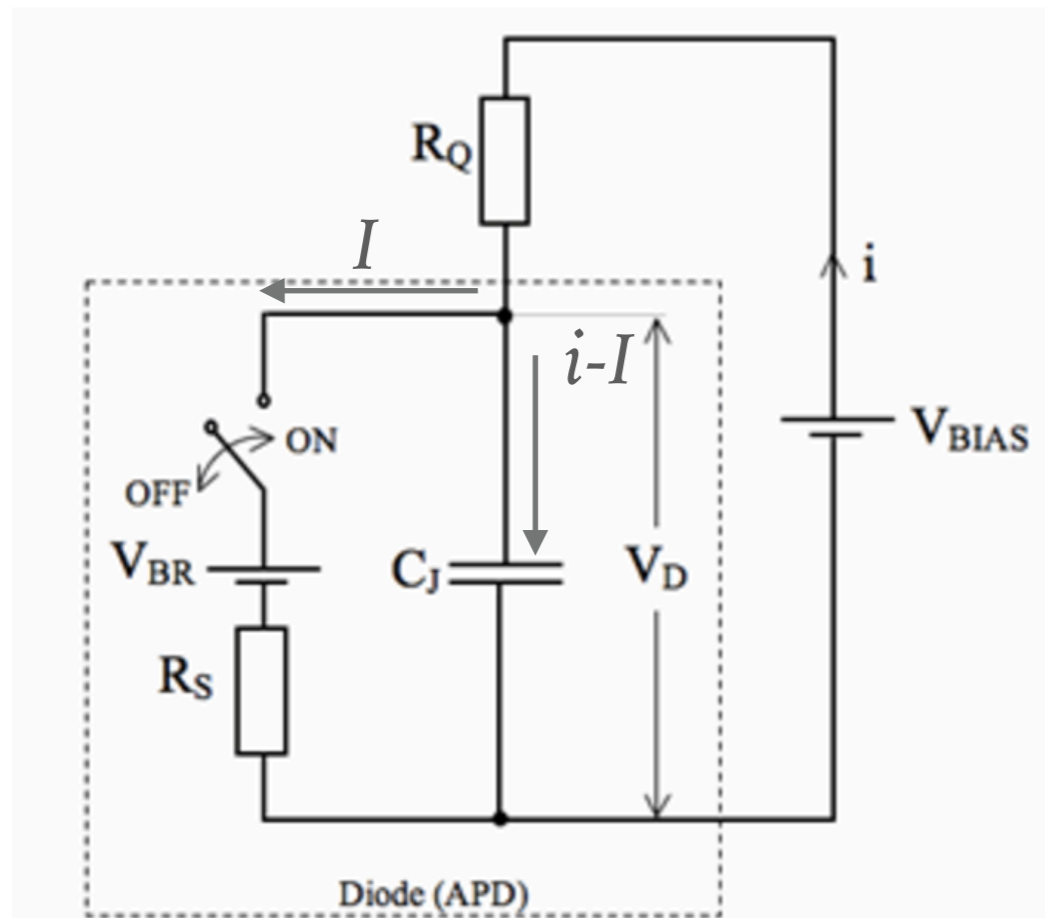 R_Q
I
i
i-I
ON
OFF
V_BIAS
V_BR
C_J
V_D
R_S
Diode (APD)